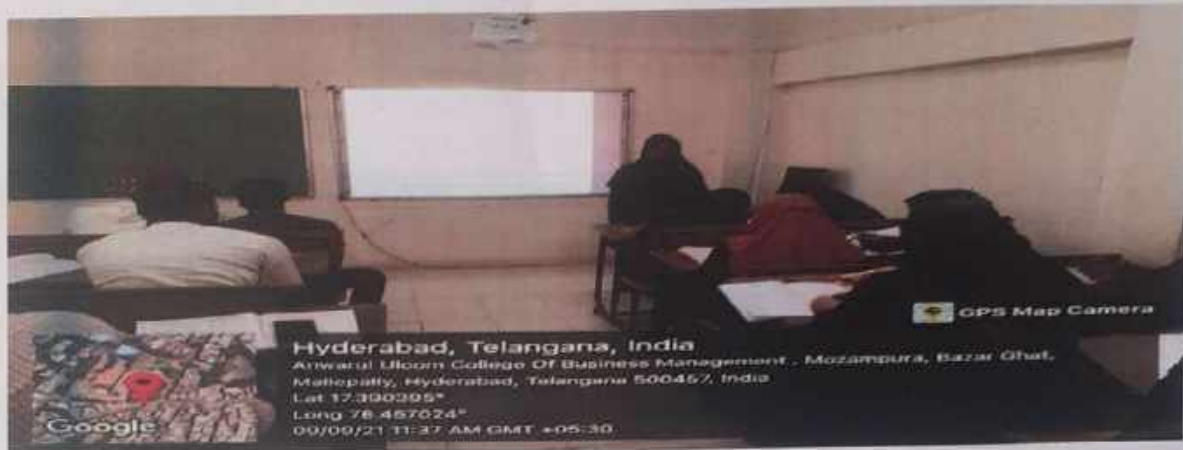 GPS Map Camera
Hyderabad, Telangana, India
Anwarul Uloom College Of Business Management , Mozampura, Bazar Ghat,
Mallepally, Hyderabad, Telangana 500457, India
Lat 17.390395°
Long 78.457024°
09/09/21 11:37 AM GMT +05:30
Google